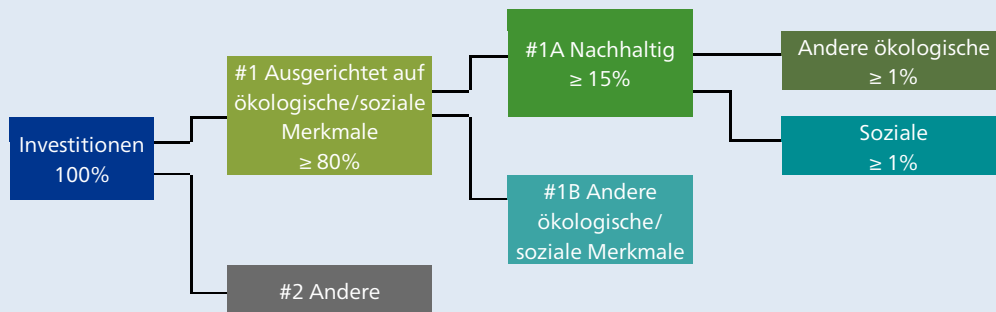 Investitionen
100%
#1 Ausgerichtet auf
ökologische/soziale
Merkmale
≥ 80%
#2 Andere
#1A Nachhaltig
≥ 15%
#1B Andere
ökologische/
soziale Merkmale
Andere ökologische
≥ 1%
Soziale
≥ 1%